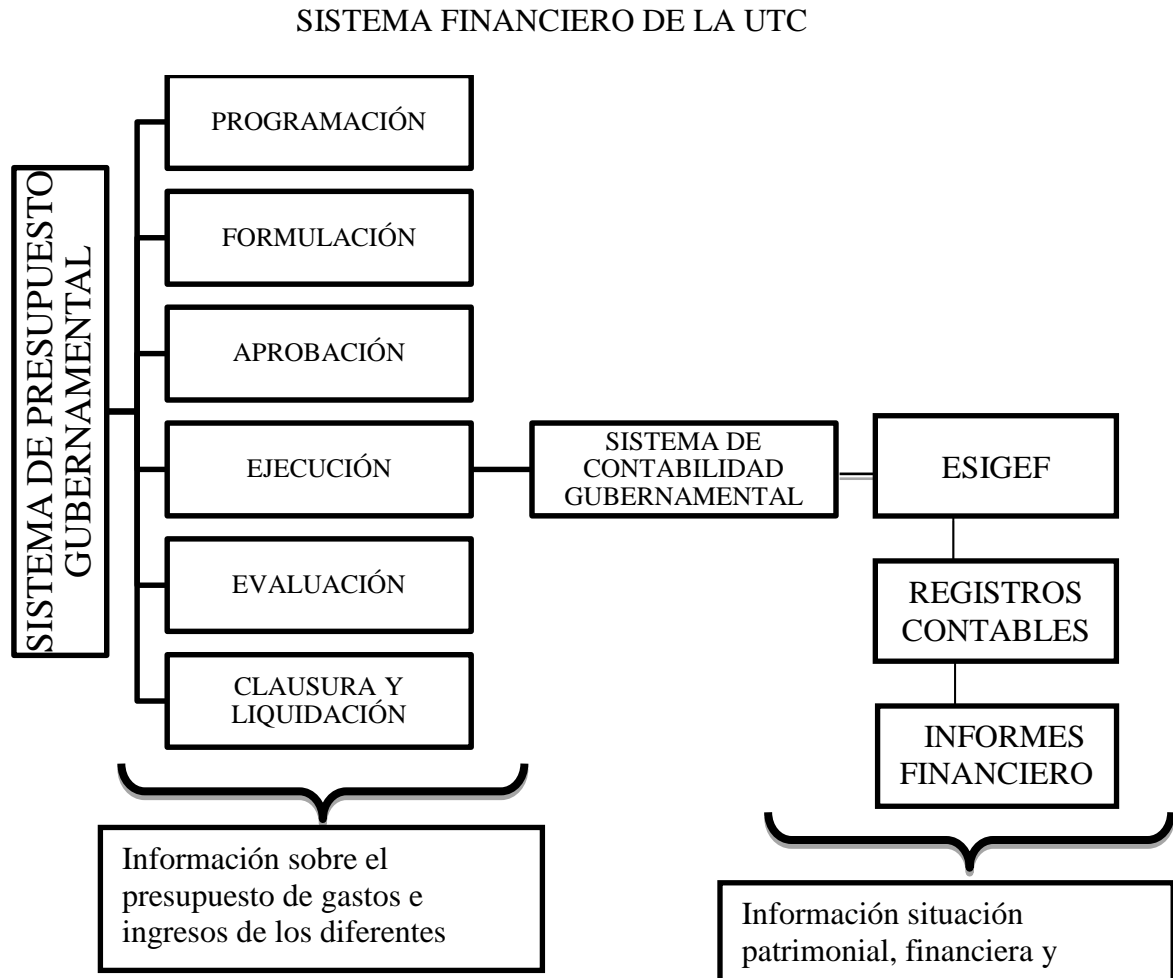 SISTEMA FINANCIERO DE LA UTC
SISTEMA DE PRESUPUESTO
GUBERNAMENTAL
PROGRAMACIÓN
FORMULACIÓN
APROBACIÓN
EJECUCIÓN
EVALUACIÓN
CLAUSURA Y
LIQUIDACIÓN
SISTEMA DE
CONTABILIDAD
GUBERNAMENTAL
ESIGEF
REGISTROS
CONTABLES
INFORMES
FINANCIERO
Información sobre el
presupuesto de gastos e
ingresos de los diferentes
Información situación
patrimonial, financiera y